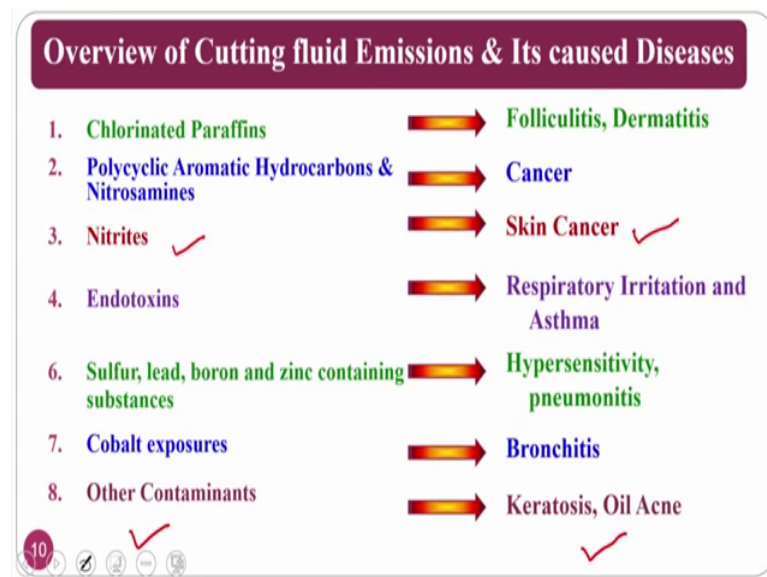 Overview of Cutting fluid Emissions & Its caused Diseases
1. Chlorinated Paraffins
Folliculitis, Dermatitis
2. Polycyclic Aromatic Hydrocarbons &
Nitrosamines
Cancer
3. Nitrites
Skin Cancer
4. Endotoxins
Respiratory Irritation and
Asthma
6. Sulfur, lead, boron and zinc containing
substances
Hypersensitivity,
pneumonitis
7. Cobalt exposures
Bronchitis
8. Other Contaminants
Keratosis, Oil Acne
10